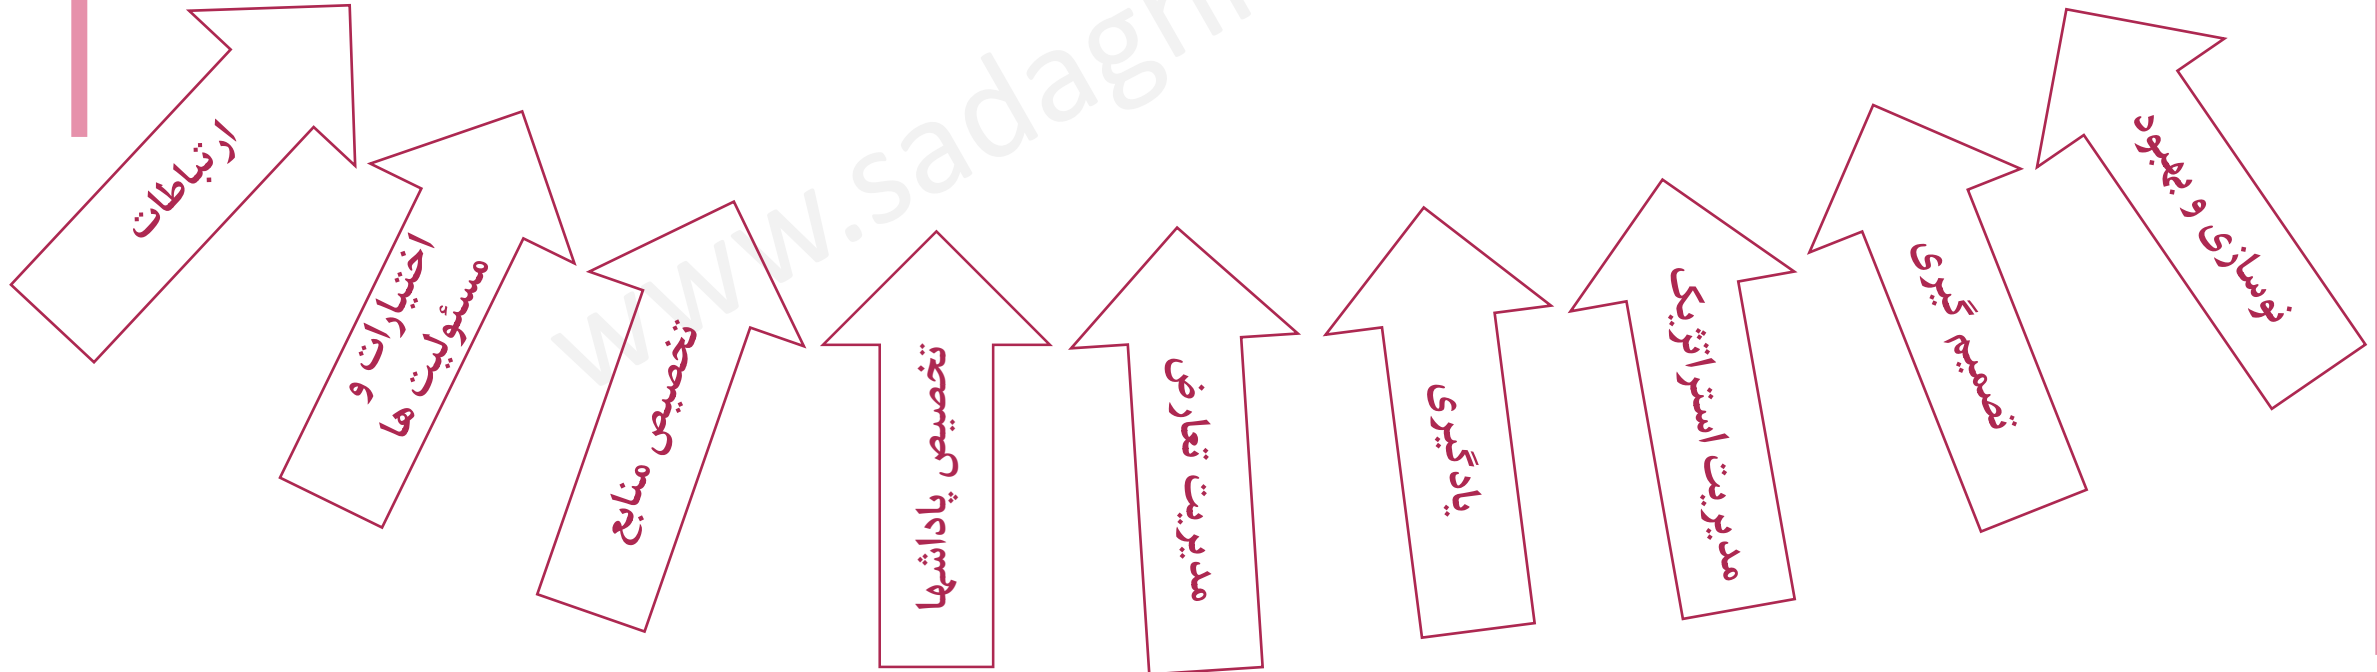 نوسازی و بهبود
تصمیم گیری
مدیریت استراتژیک
یادگیری
مدیریت تعارض
تخصیص پاداشها
تخصیص منابع
اختیارات و
مسئولیت ها
ارتباطات
www.sadagh